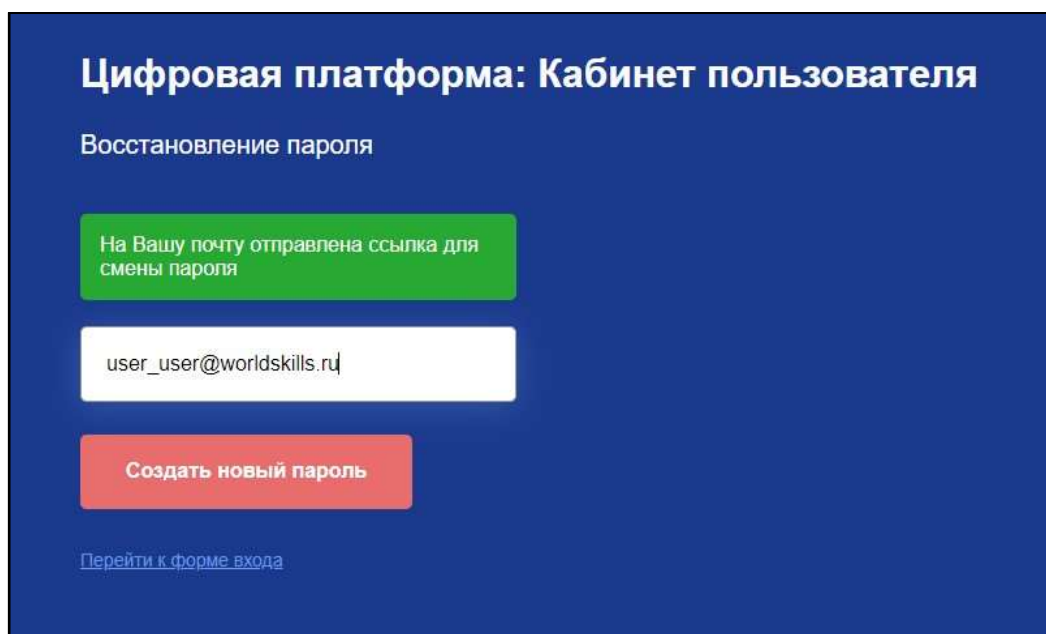 Цифровая платформа: Кабинет пользователя
Восстановление пароля
На Вашу почту отправлена ссылка для
смены пароля
user_user@worldskills.ru
Создать новый пароль
Перейти к форме входа